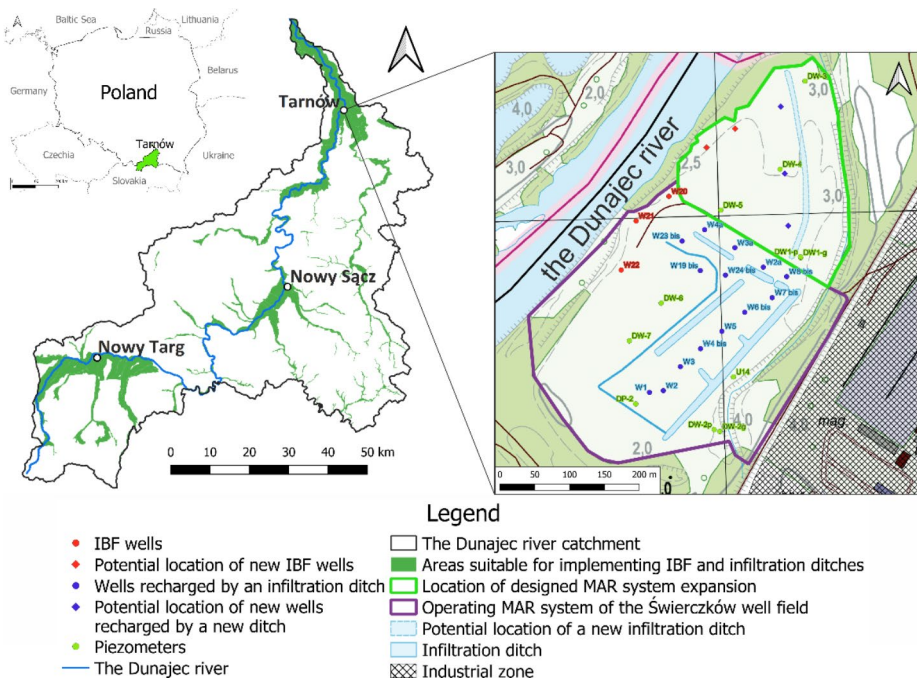 Baltic Sea
Lithuania
Russia
Belarus
Germany
Poland
Tarnów
Czechia
Ukraine
Slovakia
Tarnów
Nowy Sącz
Nowy Targ
0 10 20 30 40 50 km
the Dunajec river
4,0
2,0
3,0
2,5
3,0
3,0
3,0
DW-3
DW-4
DW-5
W20
W21
W22
W23 bis
W3a
DW1-p
DW1-g
W2a
W19 bis
W24 bis
W8 bis
W7 bis
W6 bis
DW-6
DW-7
W5
W4 bis
W3
U14
W1
W2
DP-2
DW-2p
2,0
mag.
0 50 100 150 200 m
Legend
IBF wells
Potential location of new IBF wells
Wells recharged by an infiltration ditch
Potential location of new wells
recharged by a new ditch
Piezometers
The Dunajec river
The Dunajec river catchment
Areas suitable for implementing IBF and infiltration ditches
Location of designed MAR system expansion
Operating MAR system of the Świerczków well field
Potential location of a new infiltration ditch
Infiltration ditch
Industrial zone